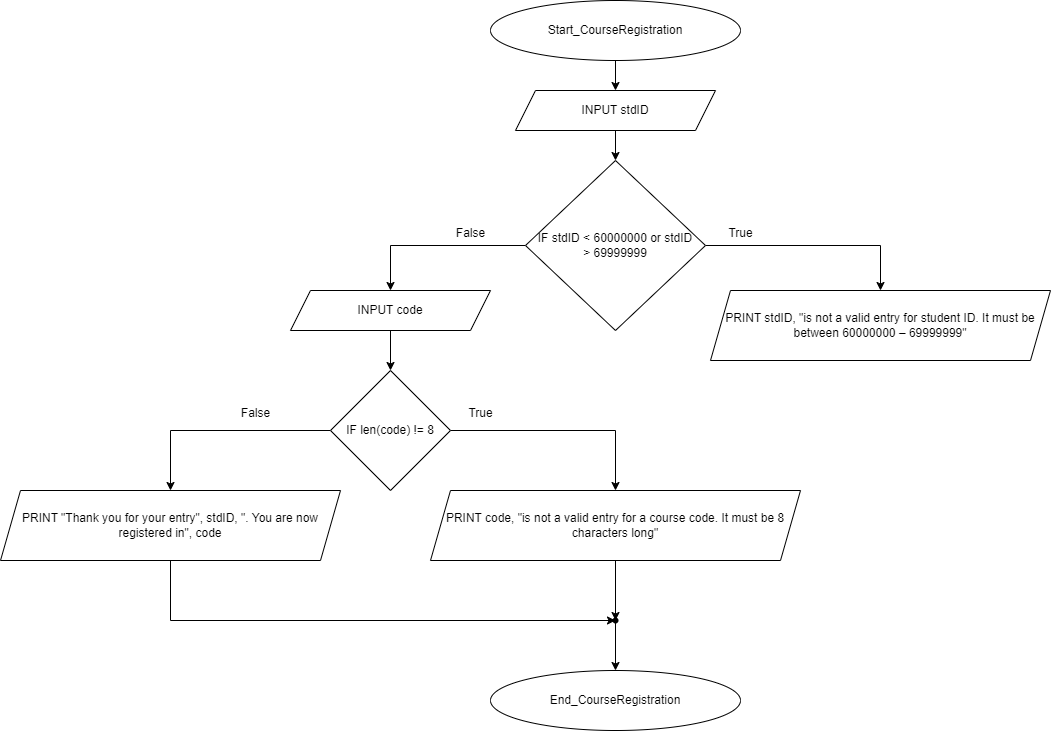 Start_CourseRegistration
INPUT stdID
IF stdID < 60000000 or stdID
> 69999999
False
True
INPUT code
PRINT stdID, "is not a valid entry for student ID. It must be
between 60000000 – 69999999"
IF len(code) != 8
False
True
PRINT "Thank you for your entry", stdID, ". You are now
registered in", code
PRINT code, "is not a valid entry for a course code. It must be 8
characters long"
End_CourseRegistration